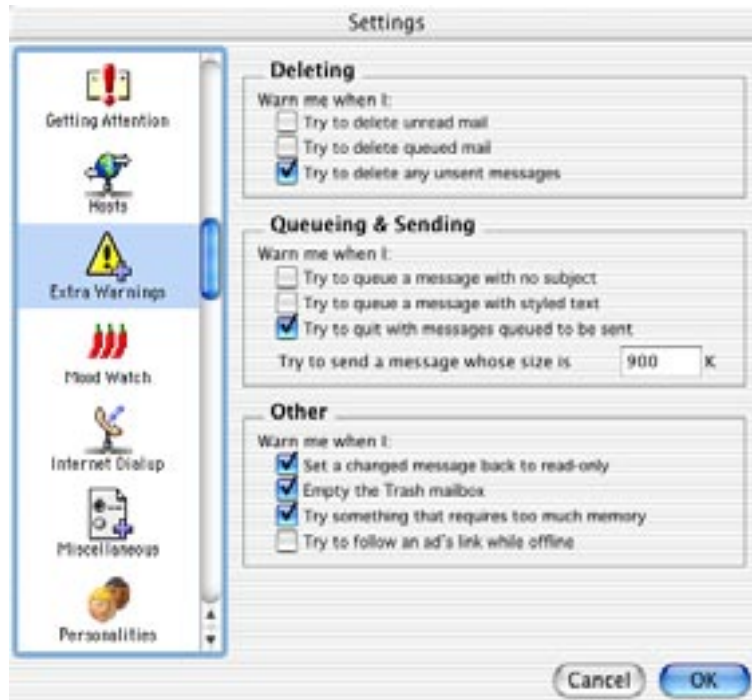 Settings
Getting Attention
Hosts
Extra Warnings
Mood Watch
Internet Dialup
Miscellaneous
Personalities
Deleting
Warn me when I:
Try to delete unread mail
Try to delete queued mail
Try to delete any unsent messages
Queueing & Sending
Warn me when I:
Try to queue a message with no subject
Try to queue a message with styled text
Try to quit with messages queued to be sent
Try to send a message whose size is 900 K
Other
Warn me when I:
Set a changed message back to read-only
Empty the Trash mailbox
Try something that requires too much memory
Try to follow an ad's link while offline
Cancel OK